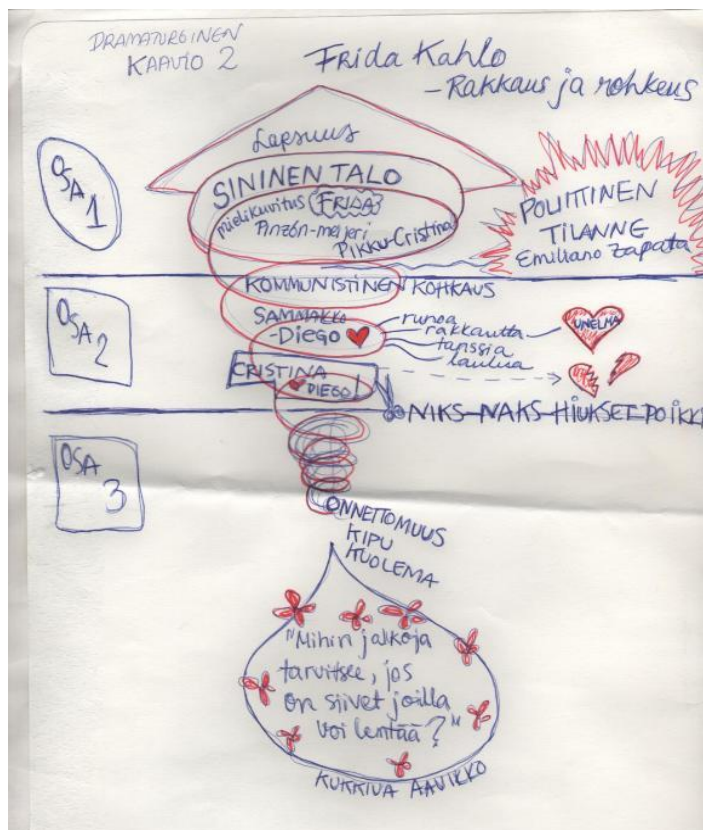 DRAMATURGINEN
KAAVIO 2
Frida Kahlo
- Rakkaus ja rohkeus
OSA 1
Lapsuus
SININEN TALO
mielikuvitus FRIDA
Pinzón-meijeri
Pikku-Cristina
POLIITTINEN
TILANNE
Emiliano Zapata
KOMMUNISTINEN KOHKAUS
OSA 2
SAMMAKKO
-Diego
runoa
rakkautta
tanssia
laulua
UNELMA
CRISTINA
DIEGO
NIKS-NAKS-HIUKSET POIKKI
OSA 3
ONNETTOMUUS
KIPU
KUOLEMA
"Mihin jalkoja
tarvitsee, jos
on siivet joilla
voi lentää?"
KUKKIVA AAVIKKO